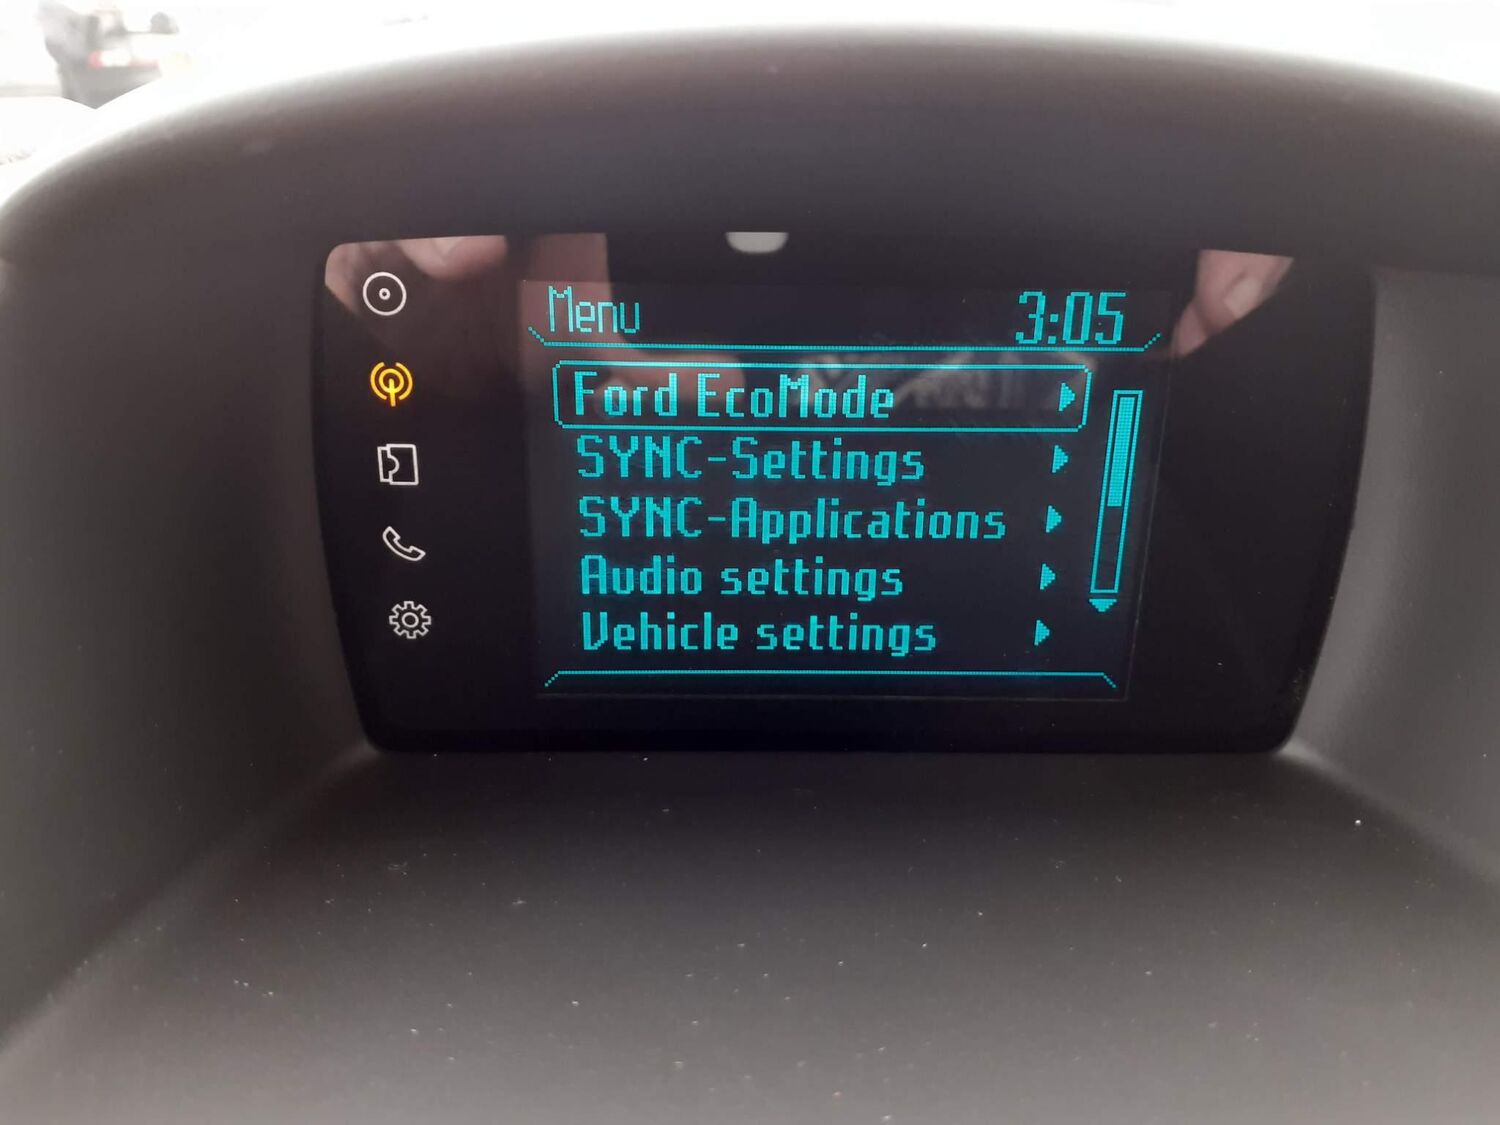 Menu 3:05
Ford EcoMode
SYNC-Settings
SYNC-Applications
Audio settings
Vehicle settings